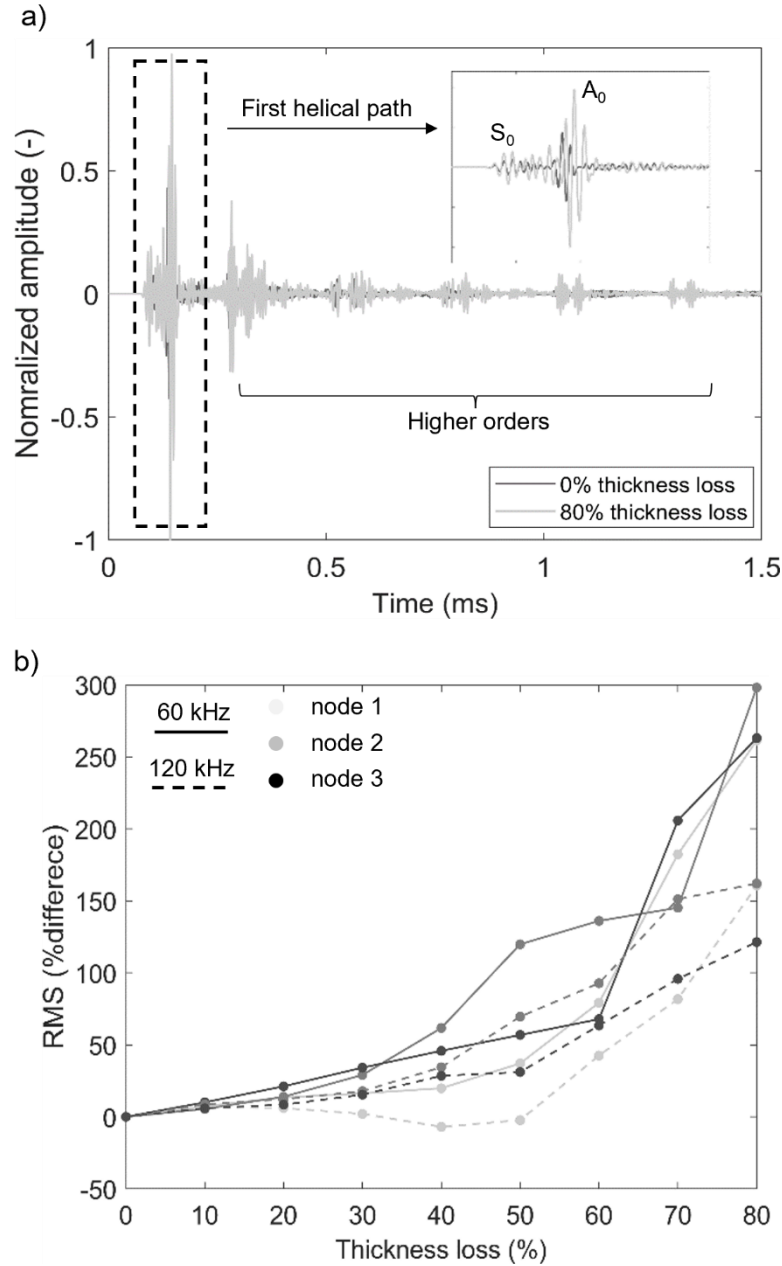 a)
1
0.5
0
-0.5
-1
Nomralized amplitude (-)
First helical path
S0
A0
Higher orders
0% thickness loss
80% thickness loss
0
0.5
1
1.5
Time (ms)
b)
300
250
200
150
100
50
0
-50
RMS (%differece)
60 kHz
120 kHz
node 1
node 2
node 3
0
10
20
30
40
50
60
70
80
Thickness loss (%)